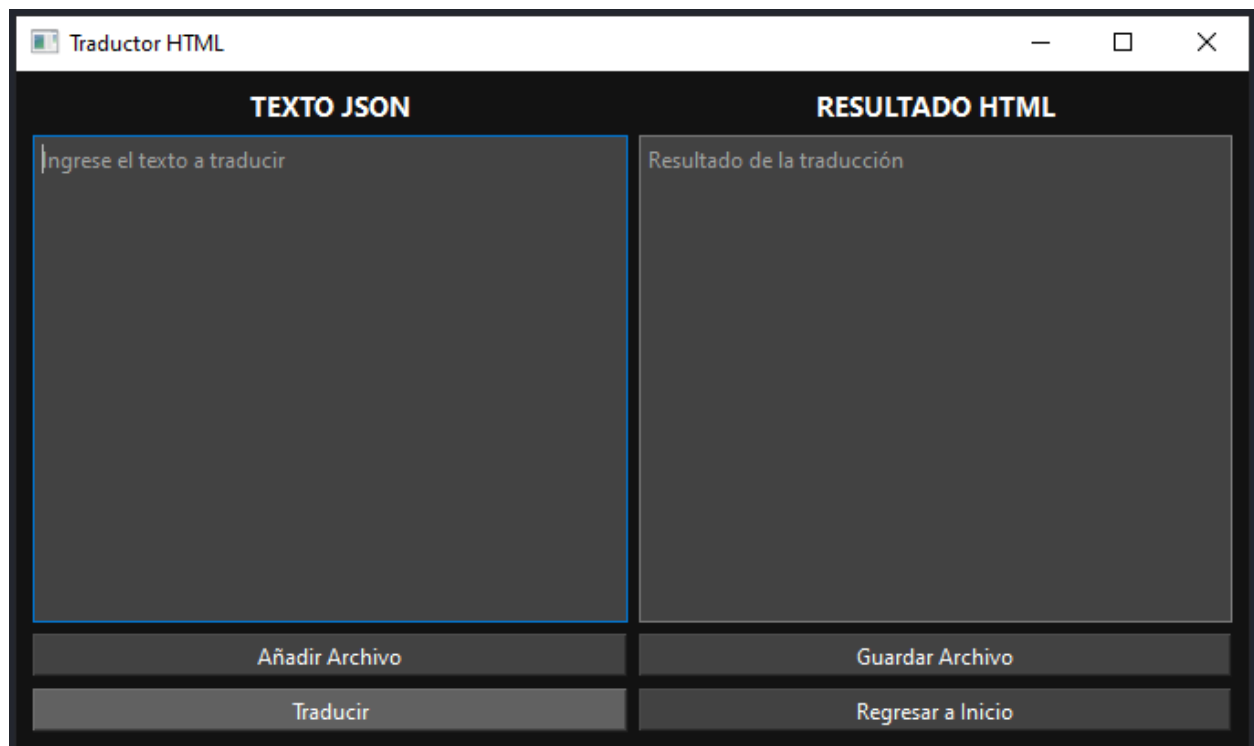 Traductor HTML
TEXTO JSON
RESULTADO HTML
Ingrese el texto a traducir
Resultado de la traducción
Añadir Archivo
Guardar Archivo
Traducir
Regresar a Inicio